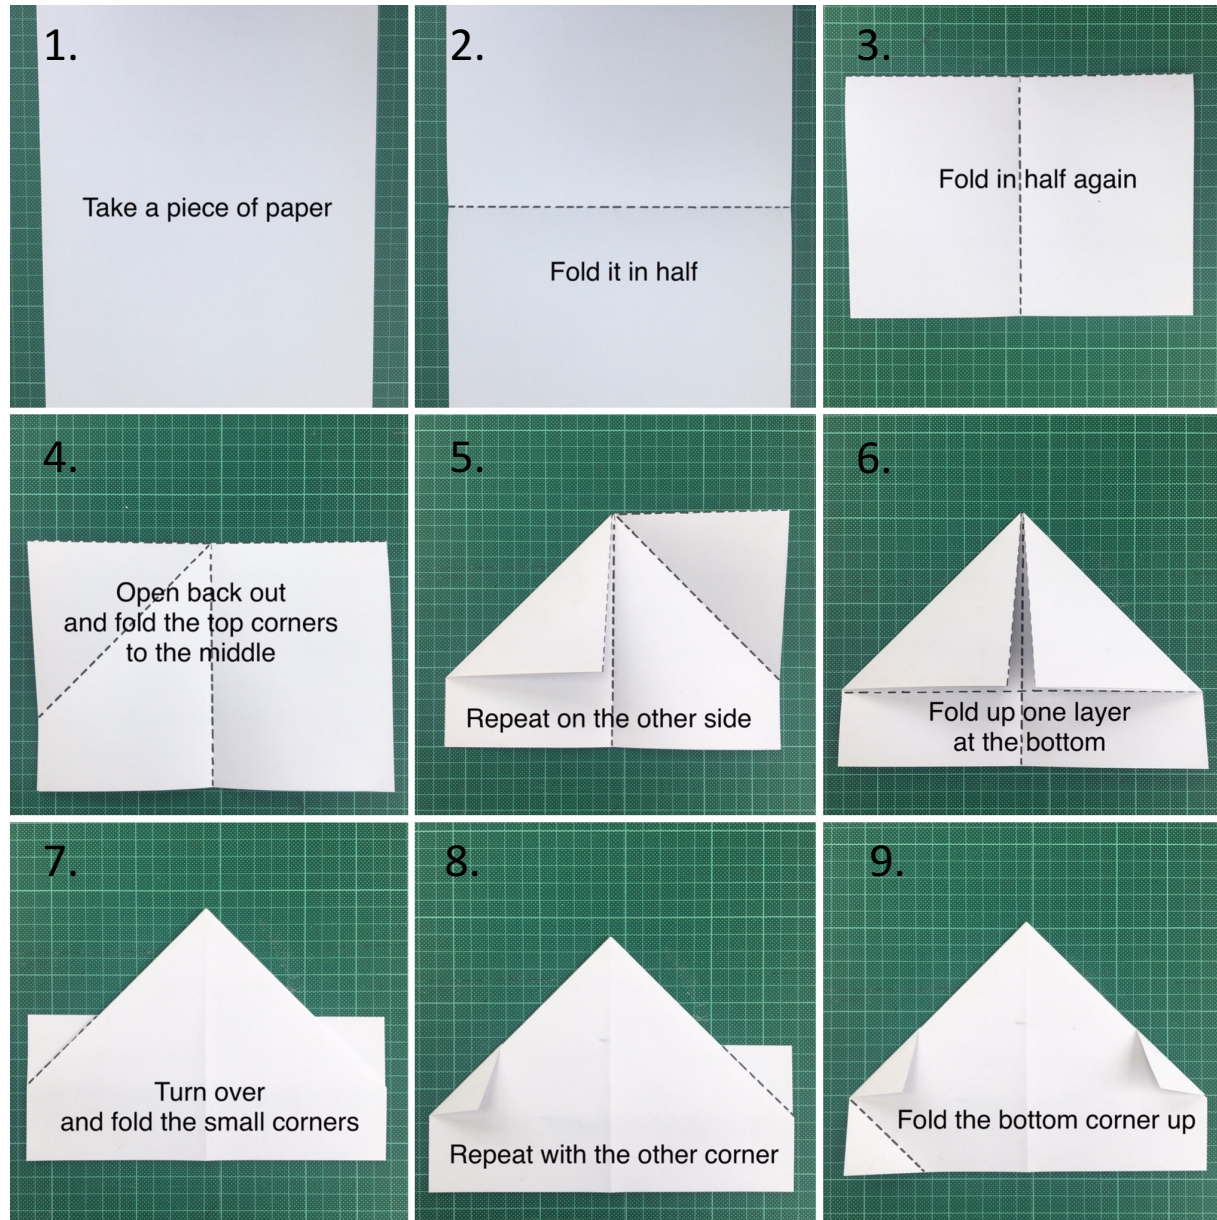 1.
Take a piece of paper
2.
Fold it in half
3.
Fold in half again
4.
Open back out
and fold the top corners
to the middle
5.
Repeat on the other side
6.
Fold up one layer
at the bottom
7.
Turn over
and fold the small corners
8.
Repeat with the other corner
9.
Fold the bottom corner up